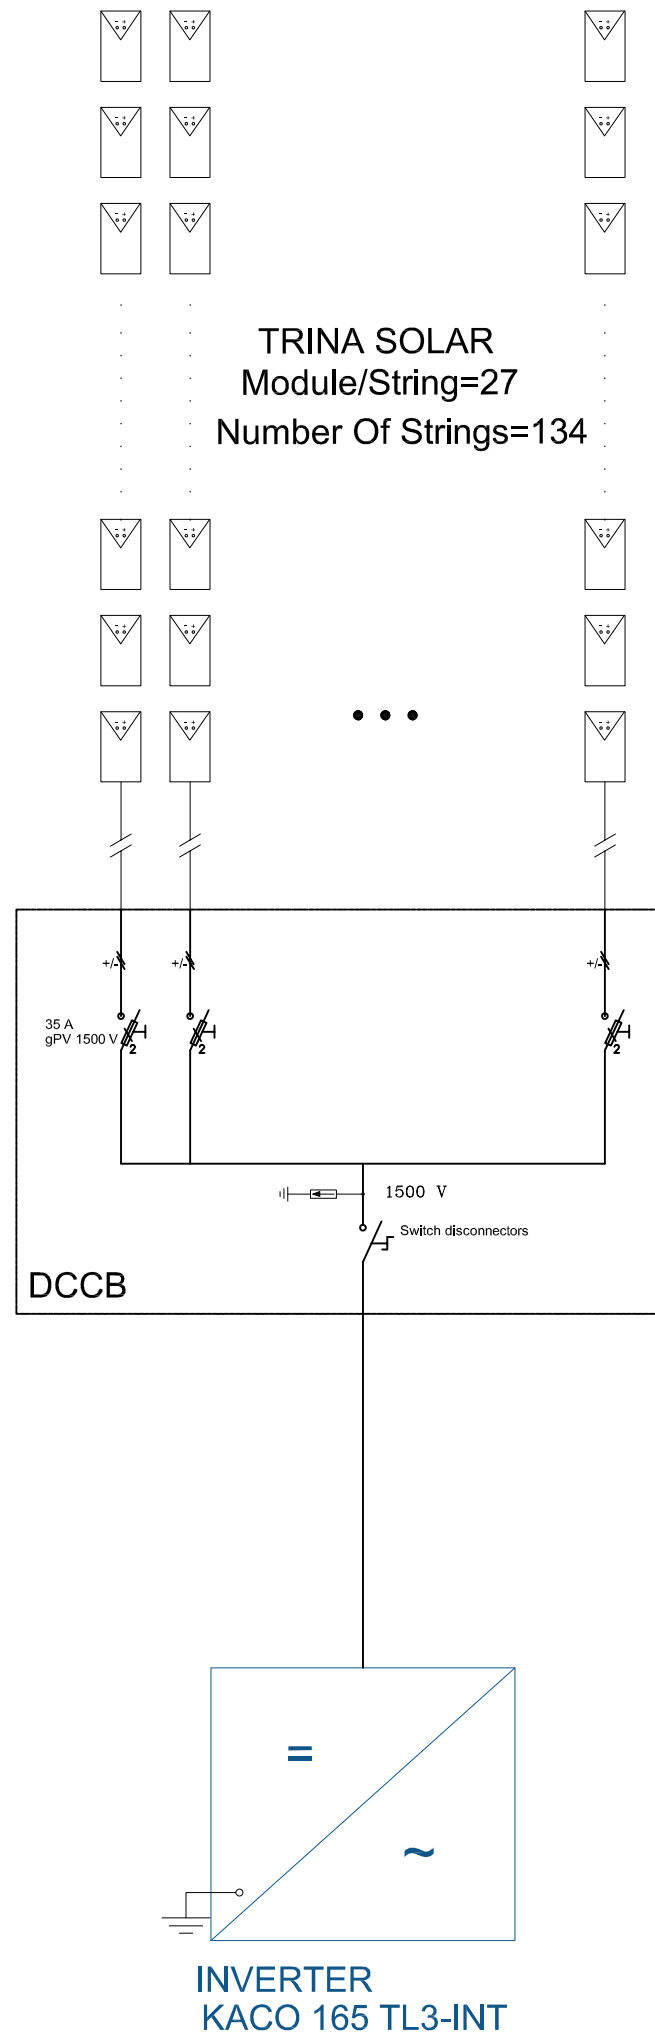 TRINA SOLAR
Module/String=27
Number Of Strings=134
+/-
+/-
+/-
35 A
gPV 1500 V
2
2
2
1500 V
Switch disconnectors
DCCB
=
~
INVERTER
KACO 165 TL3-INT